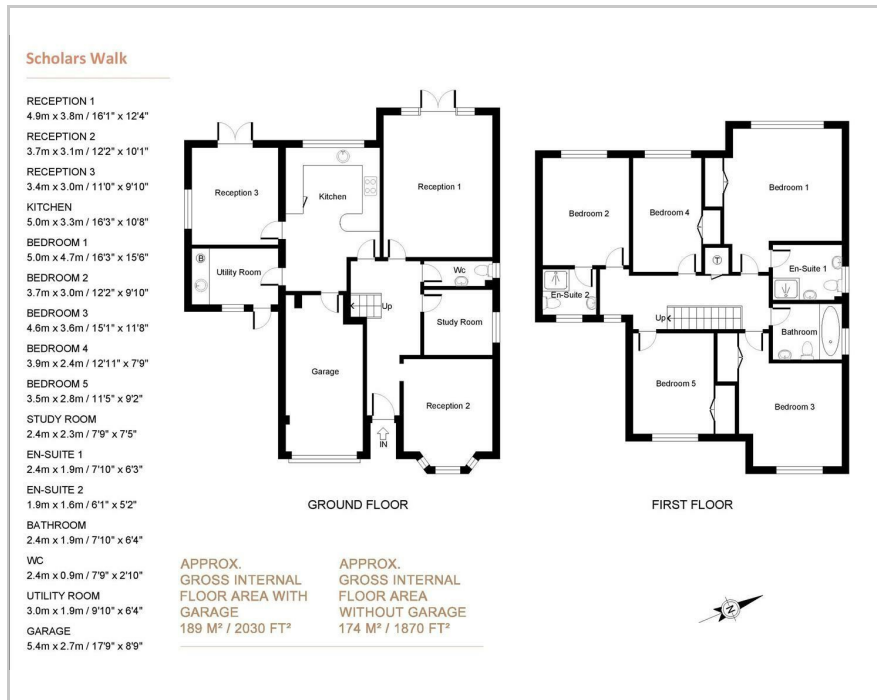 Scholars Walk
RECEPTION 1
4.9m x 3.8m / 16'1" x 12'4"
RECEPTION 2
3.7m x 3.1m / 12'2" x 10'1"
RECEPTION 3
3.4m x 3.0m / 11'0" x 9'10"
KITCHEN
5.0m x 3.3m / 16'3" x 10'8"
BEDROOM 1
5.0m x 4.7m / 16'3" x 15'6"
BEDROOM 2
3.7m x 3.0m / 12'2" x 9'10"
BEDROOM 3
4.6m x 3.6m / 15'1" x 11'8"
BEDROOM 4
3.9m x 2.4m / 12'11" x 7'9"
BEDROOM 5
3.5m x 2.8m / 11'5" x 9'2"
STUDY ROOM
2.4m x 2.3m / 7'9" x 7'5"
EN-SUITE 1
2.4m x 1.9m / 7'10" x 6'3"
EN-SUITE 2
1.9m x 1.6m / 6'1" x 5'2"
BATHROOM
2.4m x 1.9m / 7'10" x 6'4"
WC
2.4m x 0.9m / 7'9" x 2'10"
UTILITY ROOM
3.0m x 1.9m / 9'10" x 6'4"
GARAGE
5.4m x 2.7m / 17'9" x 8'9"
Reception 3
Kitchen
Reception 1
B
Utility Room
Wc
Up
Study Room
Garage
Reception 2
IN
GROUND FLOOR
Bedroom 2
Bedroom 4
Bedroom 1
T
En-Suite 1
En-Suite 2
Up
Bathroom
Bedroom 5
Bedroom 3
FIRST FLOOR
APPROX.
GROSS INTERNAL
FLOOR AREA WITH
GARAGE
189 M² / 2030 FT²
APPROX.
GROSS INTERNAL
FLOOR AREA
WITHOUT GARAGE
174 M² / 1870 FT²
N